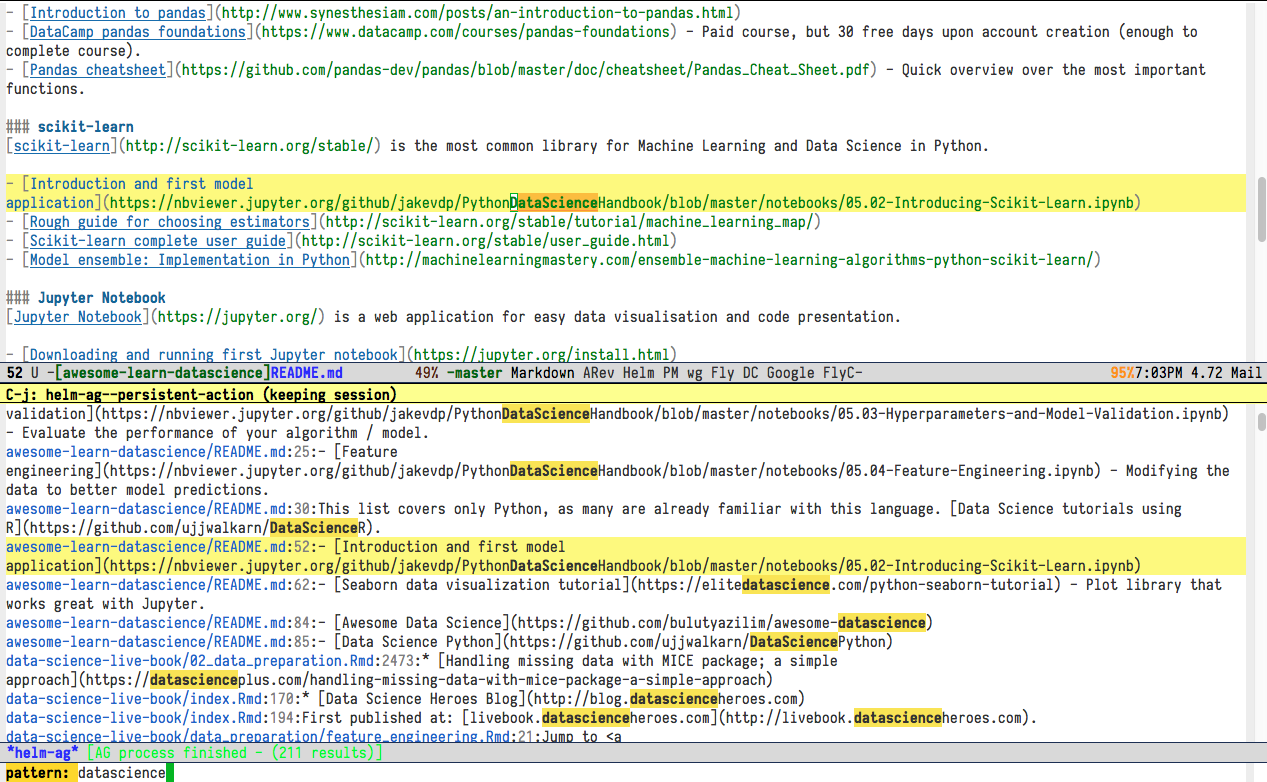 - [Introduction to pandas](http://www.synesthesiam.com/posts/an-introduction-to-pandas.html)
- [DataCamp pandas foundations](https://www.datacamp.com/courses/pandas-foundations) - Paid course, but 30 free days upon account creation (enough to
complete course).
- [Pandas cheatsheet](https://github.com/pandas-dev/pandas/blob/master/doc/cheatsheet/Pandas_Cheat_Sheet.pdf) - Quick overview over the most important
functions.
### scikit-learn
[scikit-learn](http://scikit-learn.org/stable/) is the most common library for Machine Learning and Data Science in Python.
- [Introduction and first model
application](https://nbviewer.jupyter.org/github/jakevdp/PythonDataScienceHandbook/blob/master/notebooks/05.02-Introducing-Scikit-Learn.ipynb)
- [Rough guide for choosing estimators](http://scikit-learn.org/stable/tutorial/machine_learning_map/)
- [Scikit-learn complete user guide](http://scikit-learn.org/stable/user_guide.html)
- [Model ensemble: Implementation in Python](http://machinelearningmastery.com/ensemble-machine-learning-algorithms-python-scikit-learn/)
### Jupyter Notebook
[Jupyter Notebook](https://jupyter.org/) is a web application for easy data visualisation and code presentation.
- [Downloading and running first Jupyter notebook](https://jupyter.org/install.html)
52 U -[awesome-learn-datascience]README.md 49% -master Markdown ARev Helm PM wg Fly DC Google FlyC- 95%7:03PM 4.72 Mail
C-j: helm-ag--persistent-action (keeping session)
validation](https://nbviewer.jupyter.org/github/jakevdp/PythonDataScienceHandbook/blob/master/notebooks/05.03-Hyperparameters-and-Model-Validation.ipynb)
- Evaluate the performance of your algorithm / model.
awesome-learn-datascience/README.md:25:- [Feature
engineering](https://nbviewer.jupyter.org/github/jakevdp/PythonDataScienceHandbook/blob/master/notebooks/05.04-Feature-Engineering.ipynb) - Modifying the
data to better model predictions.
awesome-learn-datascience/README.md:30:This list covers only Python, as many are already familiar with this language. [Data Science tutorials using
R](https://github.com/ujjwalkarn/DataScienceR).
awesome-learn-datascience/README.md:52:- [Introduction and first model
application](https://nbviewer.jupyter.org/github/jakevdp/PythonDataScienceHandbook/blob/master/notebooks/05.02-Introducing-Scikit-Learn.ipynb)
awesome-learn-datascience/README.md:62:- [Seaborn data visualization tutorial](https://elitedatascience.com/python-seaborn-tutorial) - Plot library that
works great with Jupyter.
awesome-learn-datascience/README.md:84:- [Awesome Data Science](https://github.com/bulutyazilim/awesome-datascience)
awesome-learn-datascience/README.md:85:- [Data Science Python](https://github.com/ujjwalkarn/DataSciencePython)
data-science-live-book/02_data_preparation.Rmd:2473:* [Handling missing data with MICE package; a simple
approach](https://datascienceplus.com/handling-missing-data-with-mice-package-a-simple-approach)
data-science-live-book/index.Rmd:170:* [Data Science Heroes Blog](http://blog.datascienceheroes.com)
data-science-live-book/index.Rmd:194:First published at: [livebook.datascienceheroes.com](http://livebook.datascienceheroes.com).
data-science-live-book/data_preparation/feature_engineering.Rmd:21:Jump to <a
*helm-ag* [AG process finished - (211 results)]
pattern: datascience